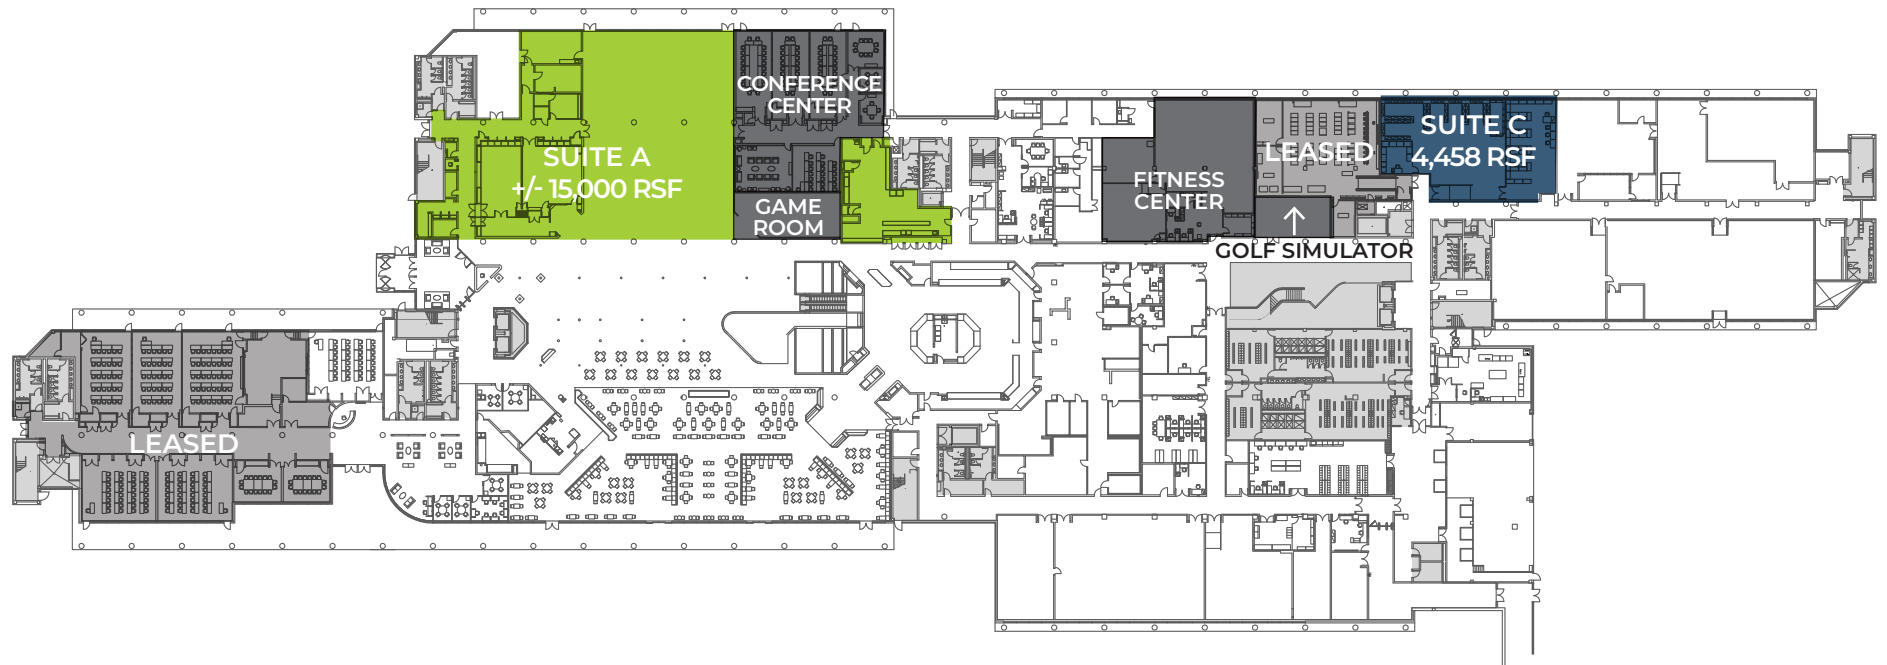 CONFERENCE
CENTER
SUITE A
+/- 15,000 RSF
GAME
ROOM
FITNESS
CENTER
LEASED
SUITE C
4,458 RSF
GOLF SIMULATOR
LEASED